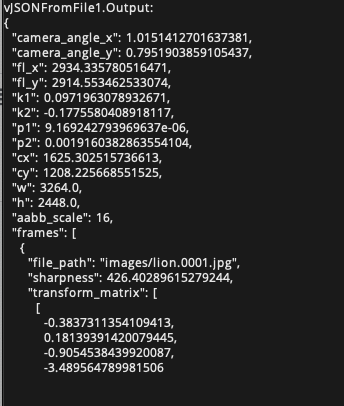 vJSONFromFile1.Output:
{
"camera_angle_x": 1.0151412701637381,
"camera_angle_y": 0.7951903859105437,
"fl_x": 2934.335780516471,
"fl_y": 2914.553462533074,
"k1": 0.0971963078932671,
"k2": -0.1775580408918117,
"p1": 9.169242793969637e-06,
"p2": 0.0019160382863554104,
"cx": 1625.302515736613,
"cy": 1208.225668551525,
"w": 3264.0,
"h": 2448.0,
"aabb_scale": 16,
"frames": [
{
"file_path": "images/lion.0001.jpg",
"sharpness": 426.40289615279244,
"transform_matrix": [
[
-0.3837311354109413,
0.18139391420079445,
-0.9054538439920087,
-3.489564789981506